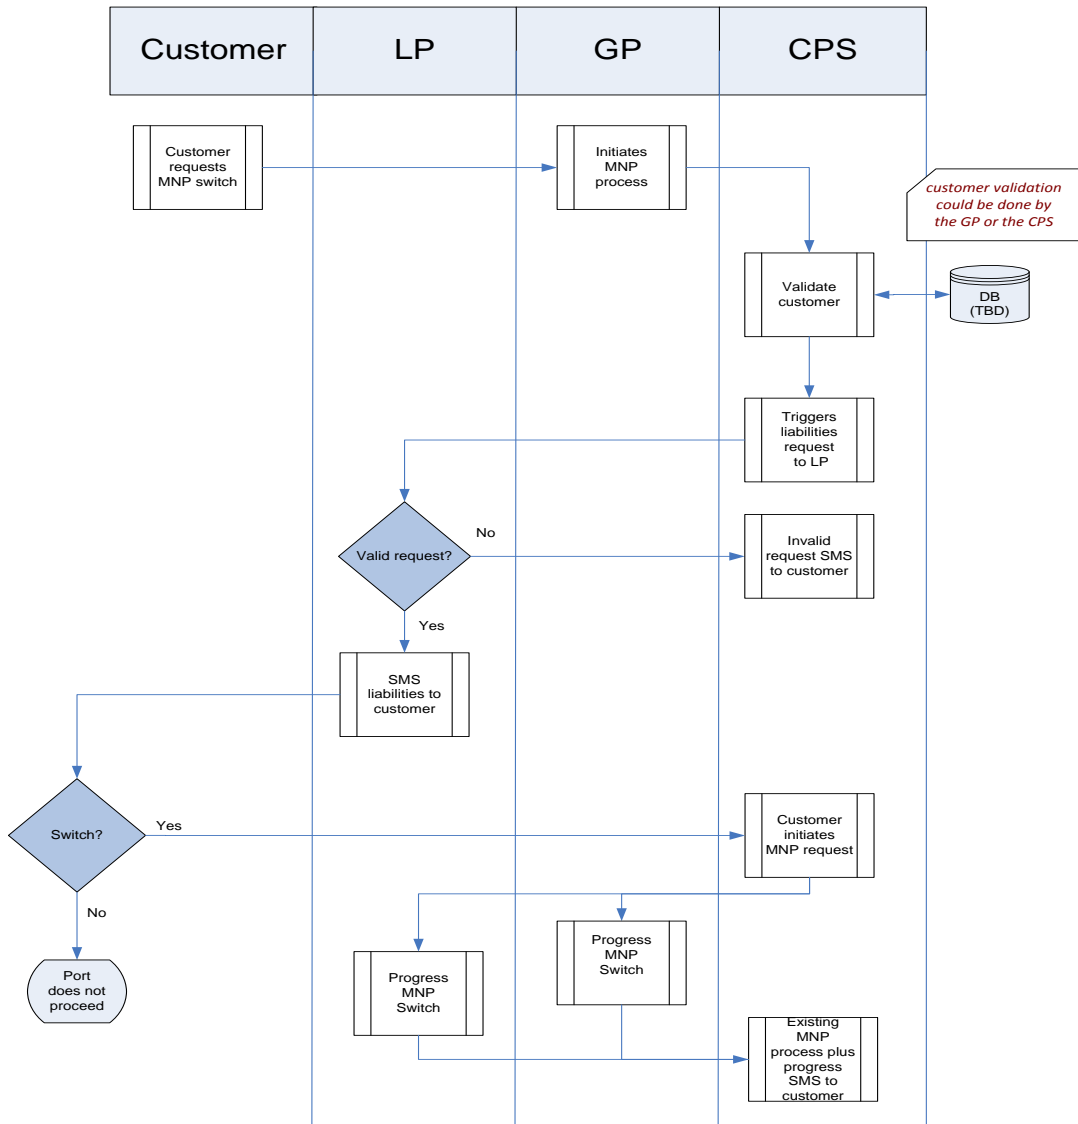 Customer
LP
GP
CPS
Customer
requests
MNP switch
Initiates
MNP
process
customer validation
could be done by
the GP or the CPS
Validate
customer
DB
(TBD)
Triggers
liabilities
request
to LP
Valid request?
No
Invalid
request SMS
to customer
Yes
SMS
liabilities to
customer
Switch?
Yes
Customer
initiates
MNP request
No
Port
does not
proceed
Progress
MNP
Switch
Progress
MNP
Switch
Existing
MNP
process plus
progress
SMS to
customer